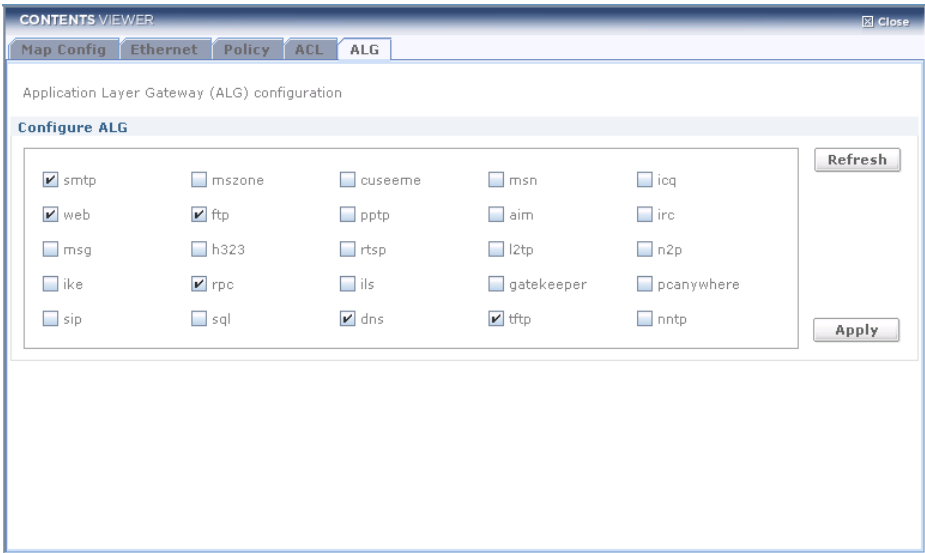 CONTENTS VIEWER Close
Map Config Ethernet Policy ACL ALG
Application Layer Gateway (ALG) configuration
Configure ALG
Refresh
smtp mszone cuseeme msn icq
web ftp pptp aim irc
msg h323 rtsp l2tp n2p
ike rpc ils gatekeeper pcanywhere
sip sql dns tftp nntp
Apply